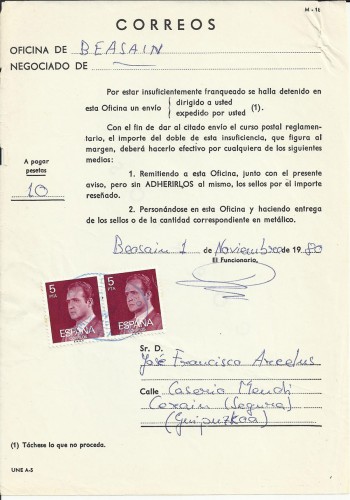 M - 18
CORREOS
OFICINA DE BEASAIN
NEGOCIADO DE
Por estar insuficientemente franqueado se halla detenido en
esta Oficina un envío { dirigido a usted
expedido por usted } (1).
Con el fin de dar al citado envío el curso postal reglamen-
tario, el importe del doble de esta insuficiencia, que figura al
margen, deberá hacerlo efectivo por cualquiera de los siguientes
medios:
A pagar
pesetas
10
1. Remitiendo a esta Oficina, junto con el presente
aviso, pero sin ADHERIRLOS al mismo, los sellos por el importe
reseñado.
2. Personándose en esta Oficina y haciendo entrega
de los sellos o de la cantidad correspondiente en metálico.
Beasain 1 de Noviembre de 1980
El Funcionario,
5 PTA
ESPAÑA
5 PTA
ESPAÑA
Sr. D.
José Francisco Arcelus
Calle Caserio Mendi
Cerain (Segura)
(Guipuzkoa)
(1) Táchese lo que no proceda.
UNE A-5